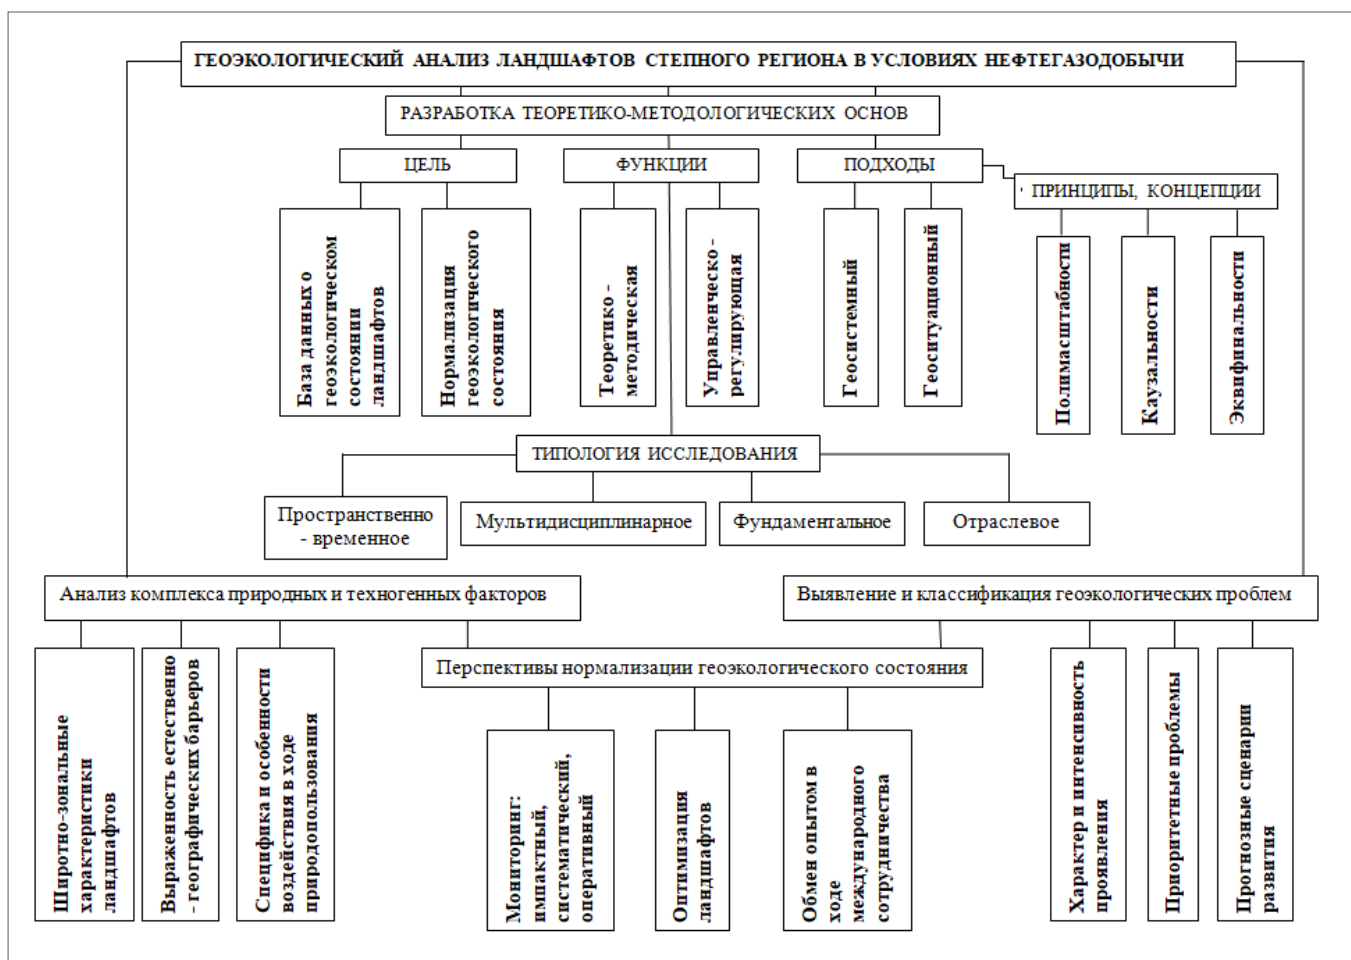 ГЕОЭКОЛОГИЧЕСКИЙ АНАЛИЗ ЛАНДШАФТОВ СТЕПНОГО РЕГИОНА В УСЛОВИЯХ НЕФТЕГАЗОДОБЫЧИ
РАЗРАБОТКА ТЕОРЕТИКО-МЕТОДОЛОГИЧЕСКИХ ОСНОВ
ЦЕЛЬ
ФУНКЦИИ
ПОДХОДЫ
ПРИНЦИПЫ, КОНЦЕПЦИИ
База данных о
геоэкологическом
состоянии
ландшафтов
Нормализация
геоэкологического
состояния
Теоретико -
методическая
Управленческо -
регулирующая
Геосистемный
Геоситуационный
Полимасштабности
Каузальности
Эквифинальности
ТИПОЛОГИЯ ИССЛЕДОВАНИЯ
Пространственно
- временное
Мультидисциплинарное
Фундаментальное
Отраслевое
Анализ комплекса природных и техногенных факторов
Выявление и классификация геоэкологических проблем
Широтно-зональные
характеристики
ландшафтов
Выраженность естественно
- географических барьеров
Специфика и особенности
воздействия в ходе
природопользования
Перспективы нормализации геоэкологического состояния
Мониторинг:
импактный,
систематический,
оперативный
Оптимизация
ландшафтов
Обмен опытом в
ходе
международного
сотрудничества
Характер и интенсивность
проявления
Приоритетные проблемы
Прогнозные сценарии
развития